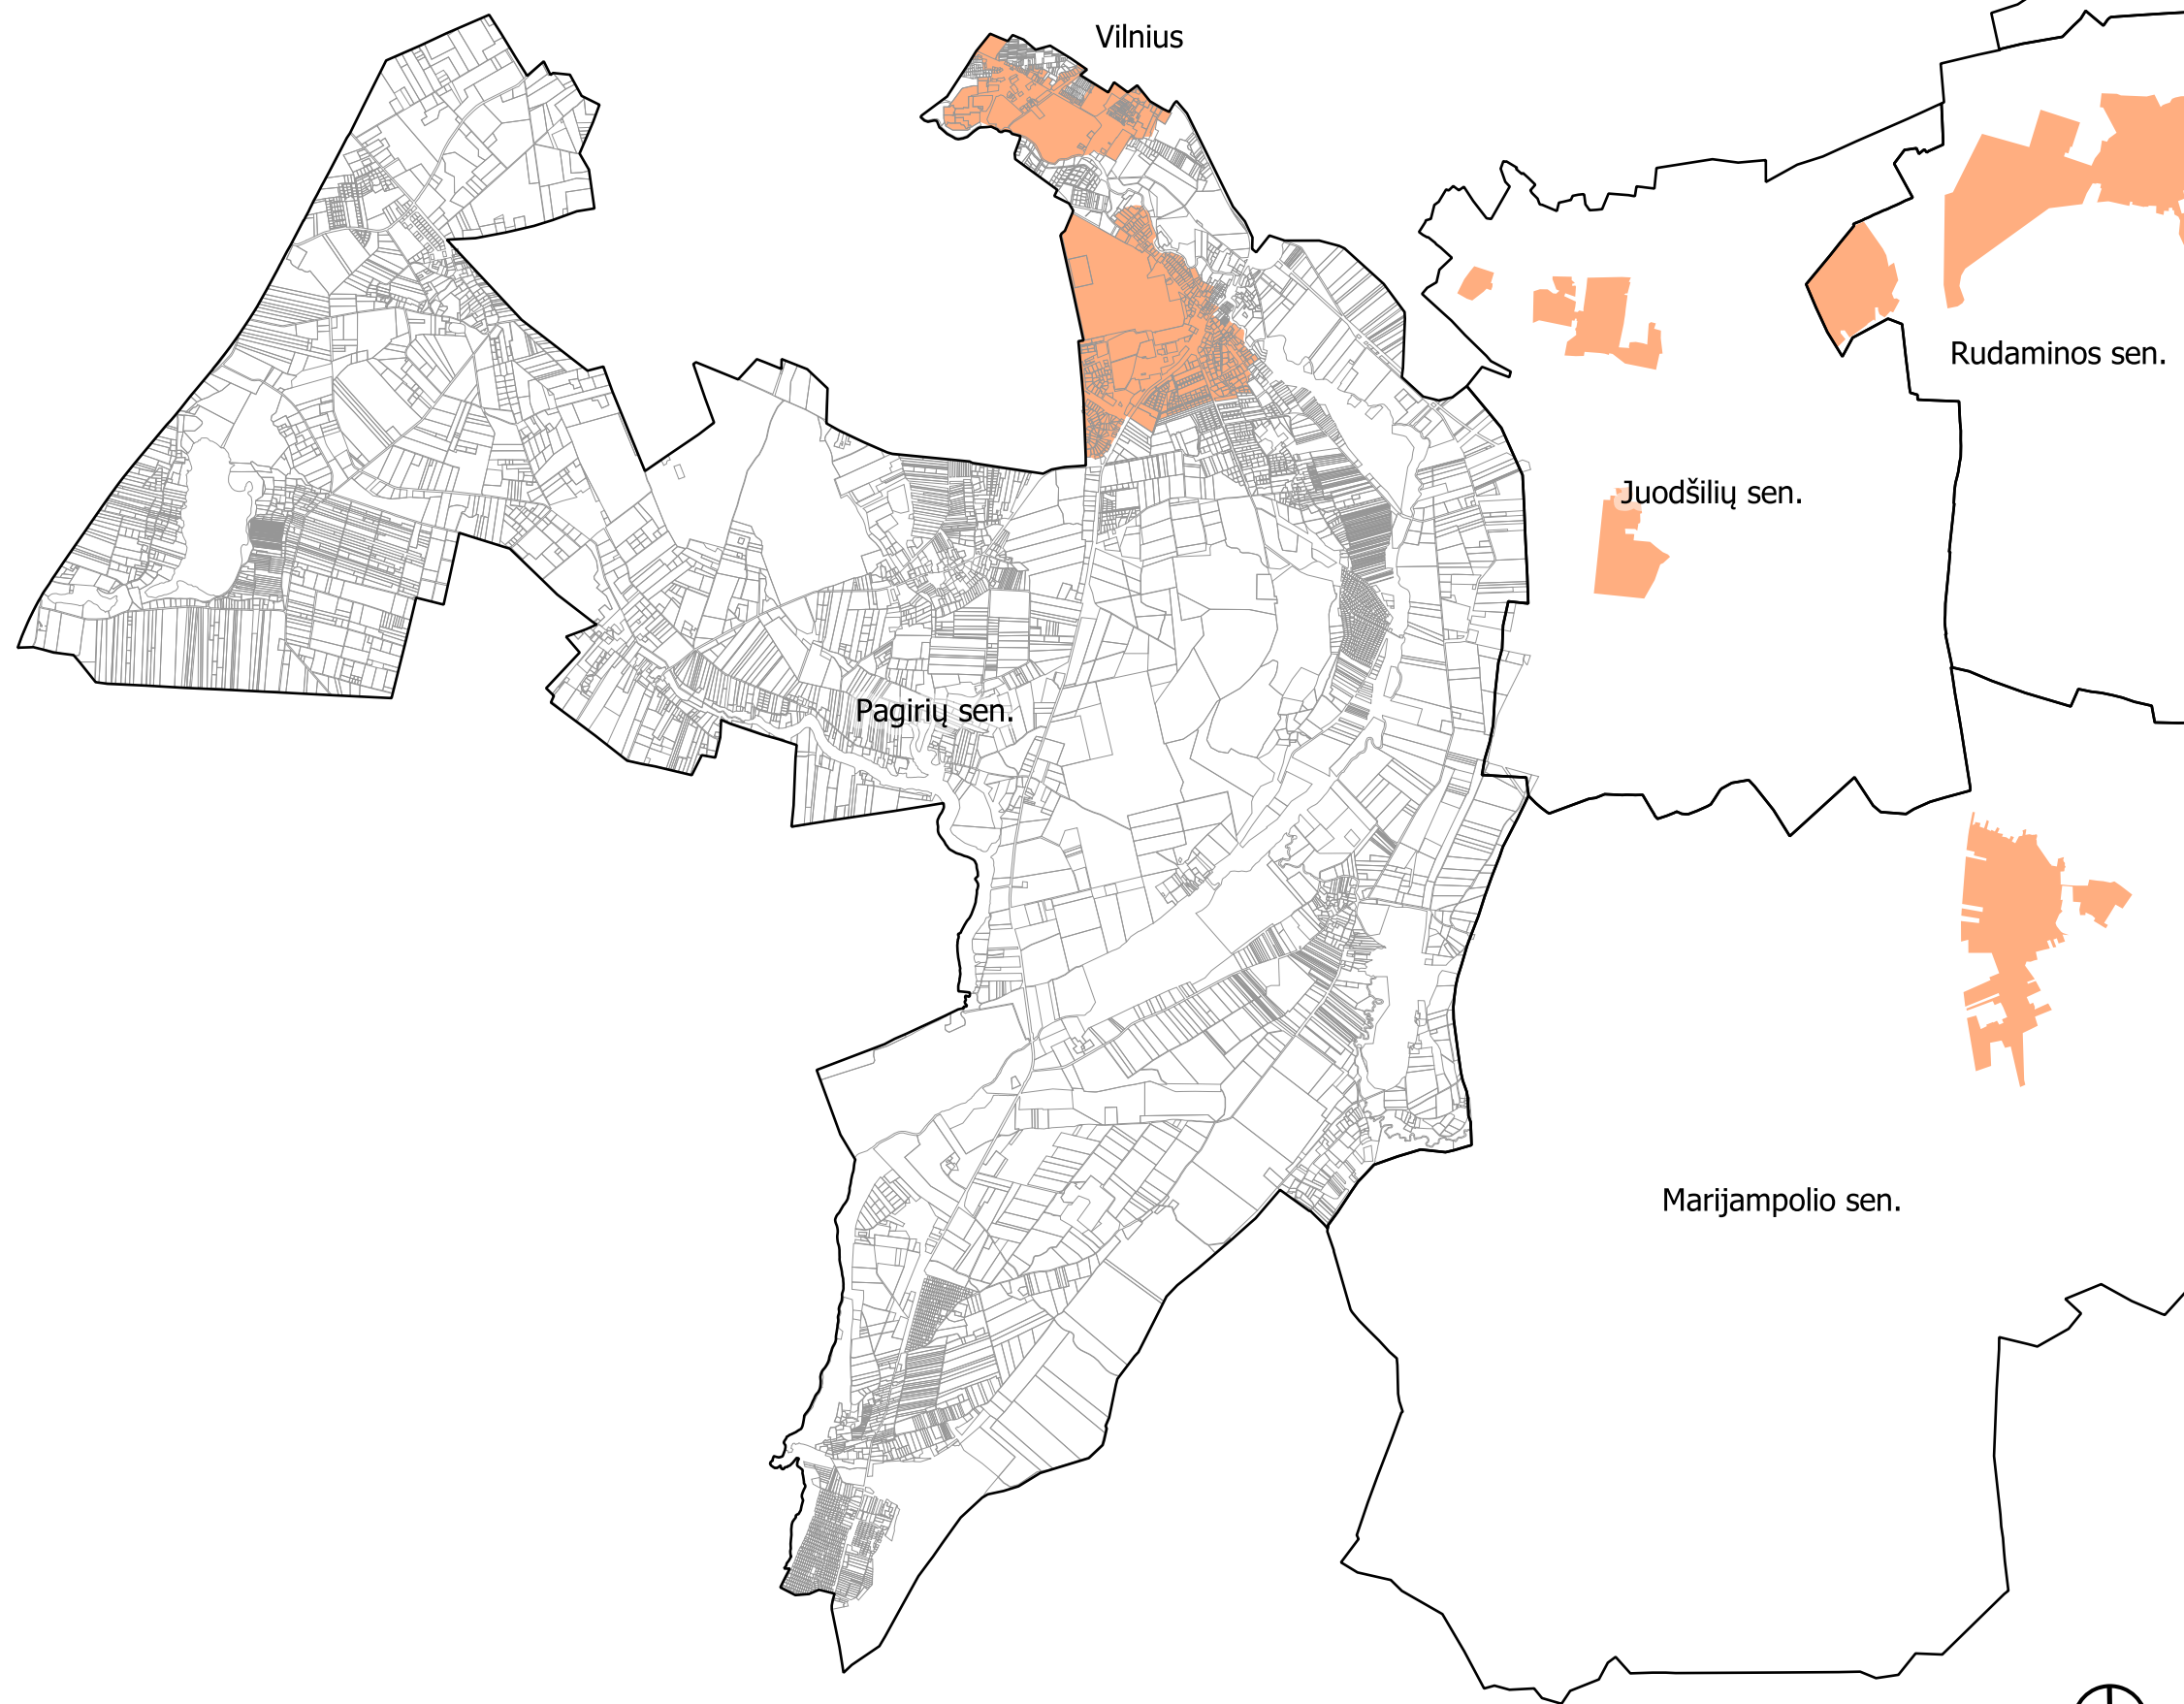 Vilnius
Rudaminos sen.
Juodšilių sen.
Pagirių sen.
Marijampolio sen.